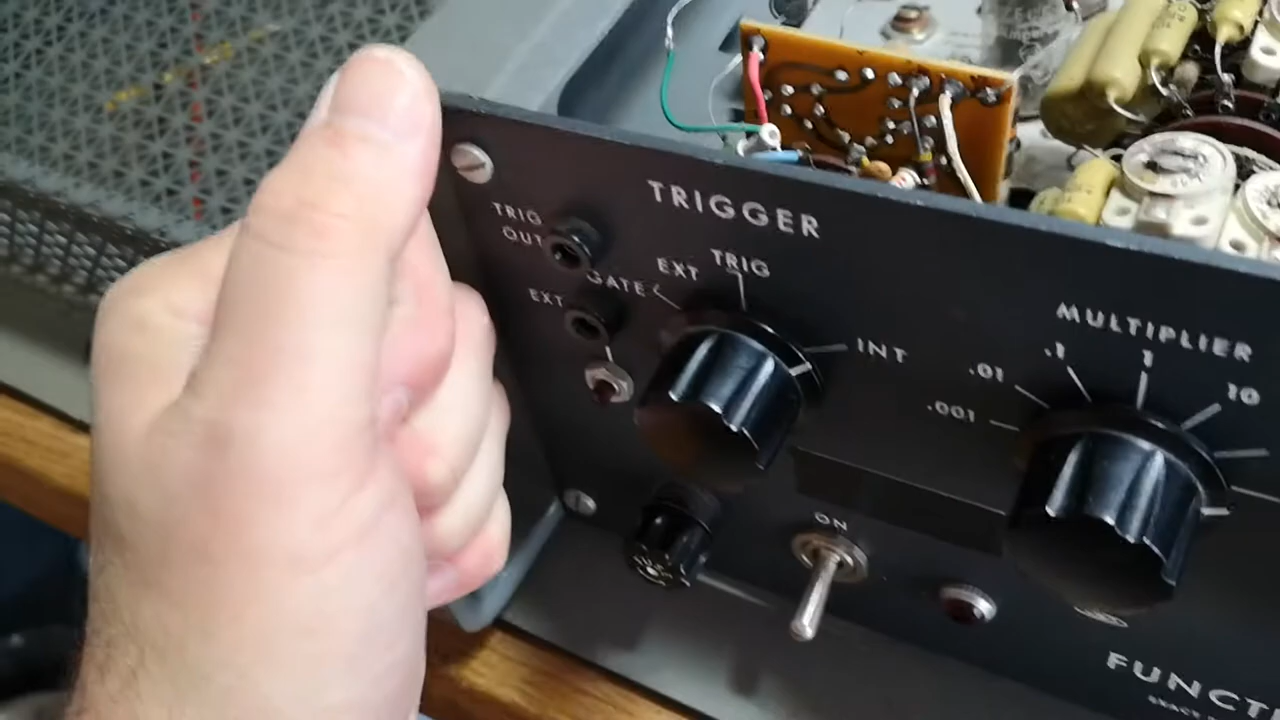 TRIGGER
TRIG
OUT
EXT
GATE
EXT
TRIG
INT
MULTIPLIER
.001
.01
.1
1
10
ON
FUNCT